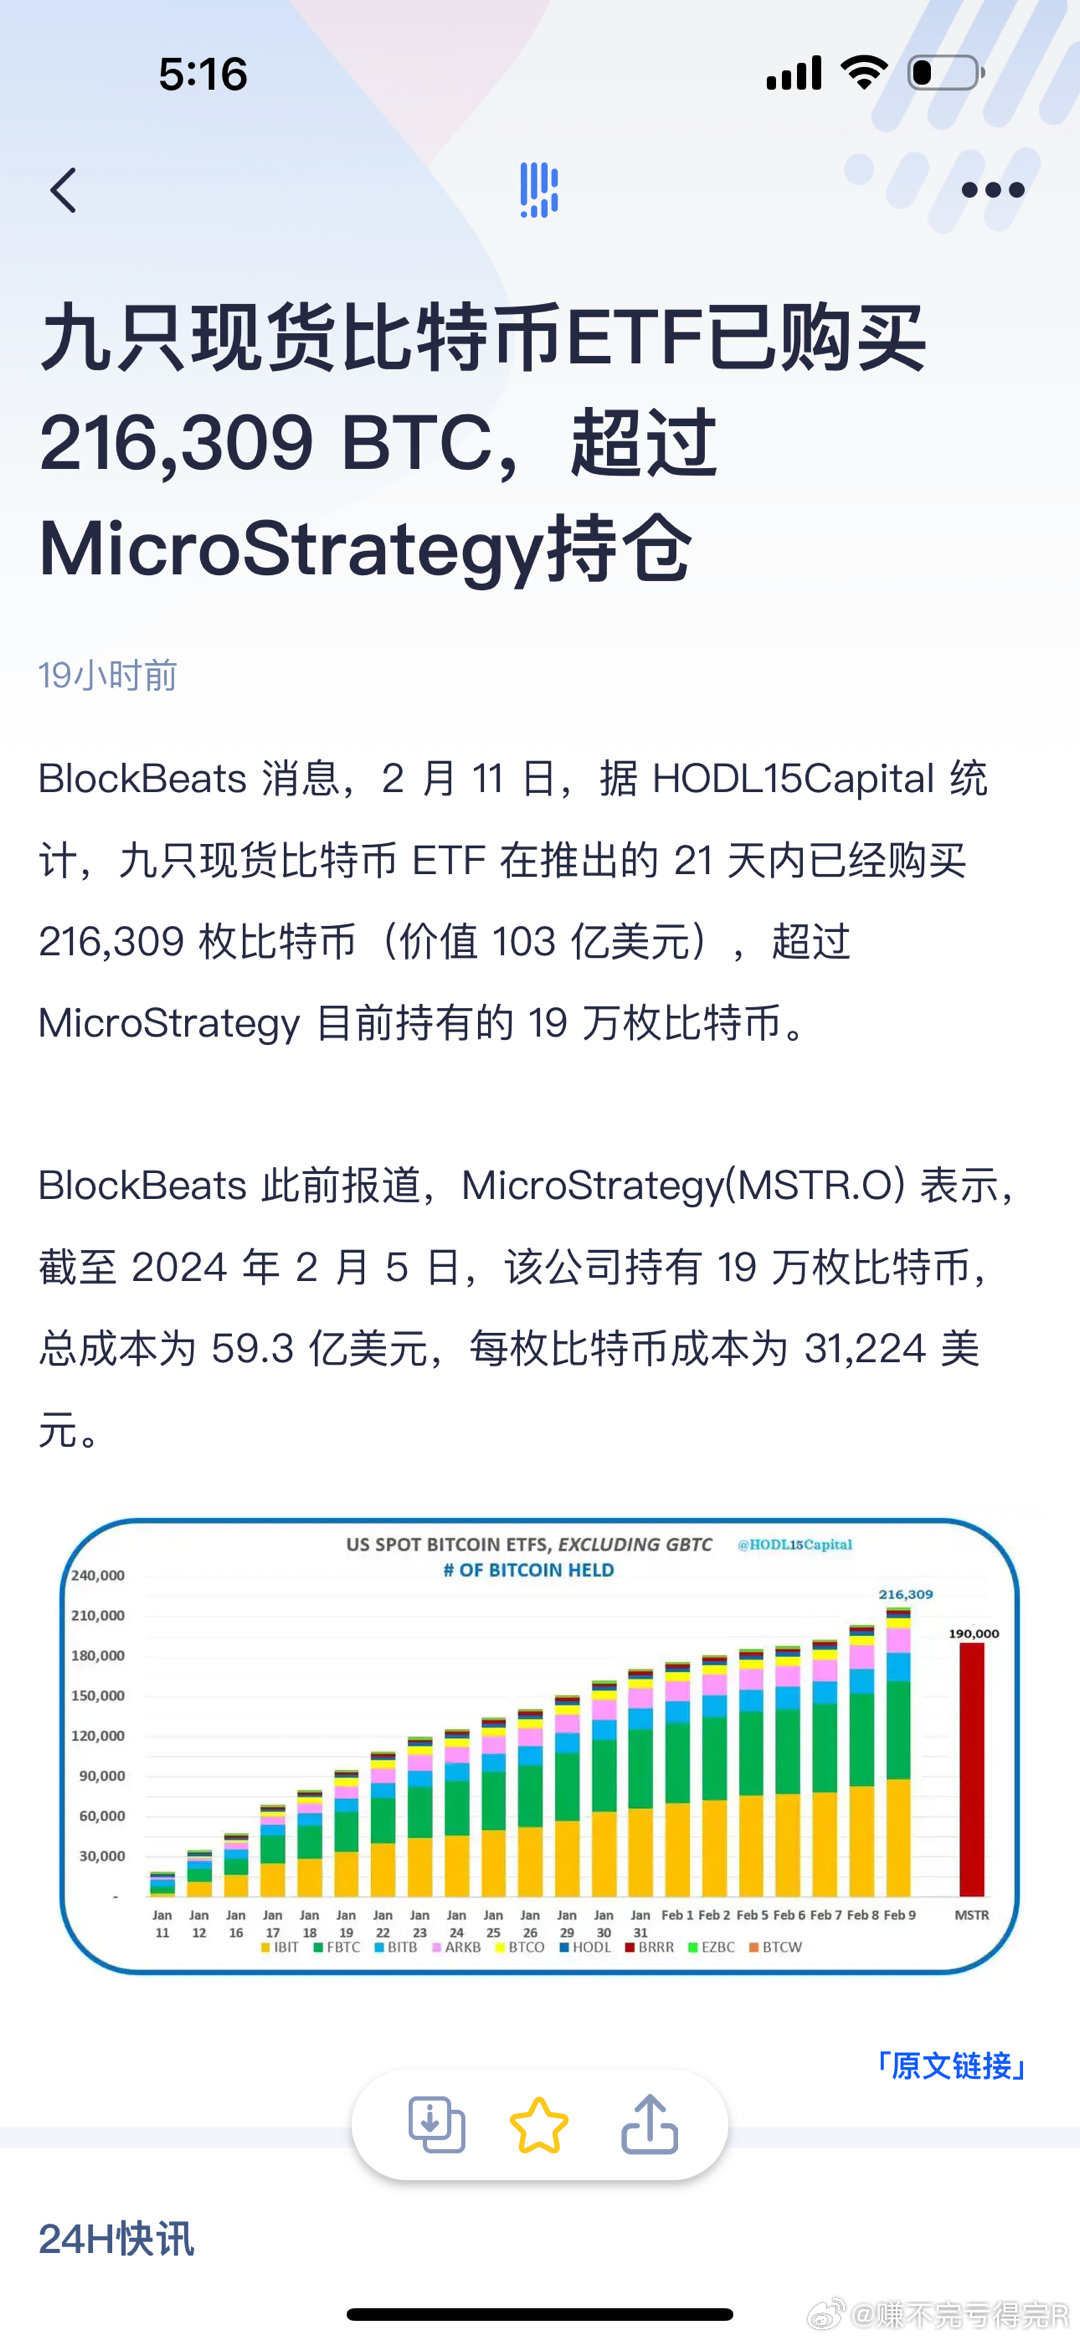 5:16
九只现货比特币ETF已购买
216,309 BTC，超过
MicroStrategy持仓
19小时前
BlockBeats 消息，2 月 11 日，据 HODL15Capital 统
计，九只现货比特币 ETF 在推出的 21 天内已经购买
216,309 枚比特币（价值 103 亿美元），超过
MicroStrategy 目前持有的 19 万枚比特币。
BlockBeats 此前报道，MicroStrategy(MSTR.O) 表示，
截至 2024 年 2 月 5 日，该公司持有 19 万枚比特币，
总成本为 59.3 亿美元，每枚比特币成本为 31,224 美
元。
US SPOT BITCOIN ETFS, EXCLUDING GBTC @HODL15Capital
# OF BITCOIN HELD
240,000
216,309
210,000
190,000
180,000
150,000
120,000
90,000
60,000
30,000
-
Jan Jan Jan Jan Jan Jan Jan Jan Jan Jan Jan Jan Jan Jan Feb 1 Feb 2 Feb 5 Feb 6 Feb 7 Feb 8 Feb 9 MSTR
11 12 16 17 18 19 22 23 24 25 26 29 30 31
IBIT FBTC BITB ARKB BTCO HODL BRRR EZBC BTCW
「原文链接」
24H快讯
@赚不完亏得完R